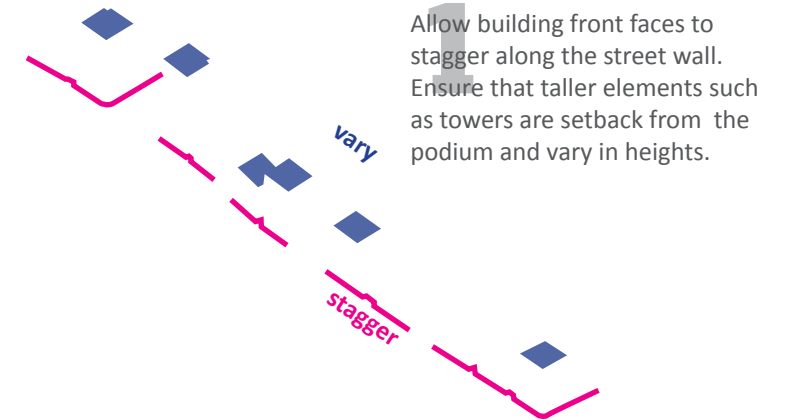 1
Allow building front faces to
stagger along the street wall.
Ensure that taller elements such
as towers are setback from the
podium and vary in heights.
vary
stagger